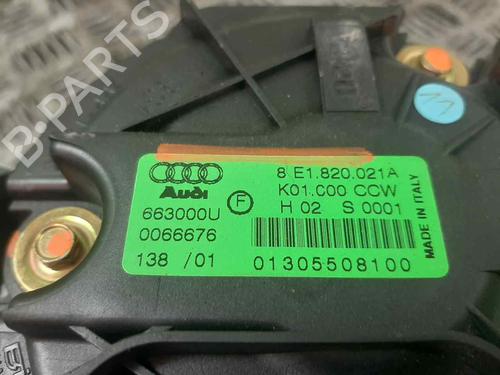 B-PARTS
11
Audi
8 E1.820.021A
K01.C00 CCW
663000U F H 02 S 0001
0066676
138 /01 01305508100
MADE IN ITALY